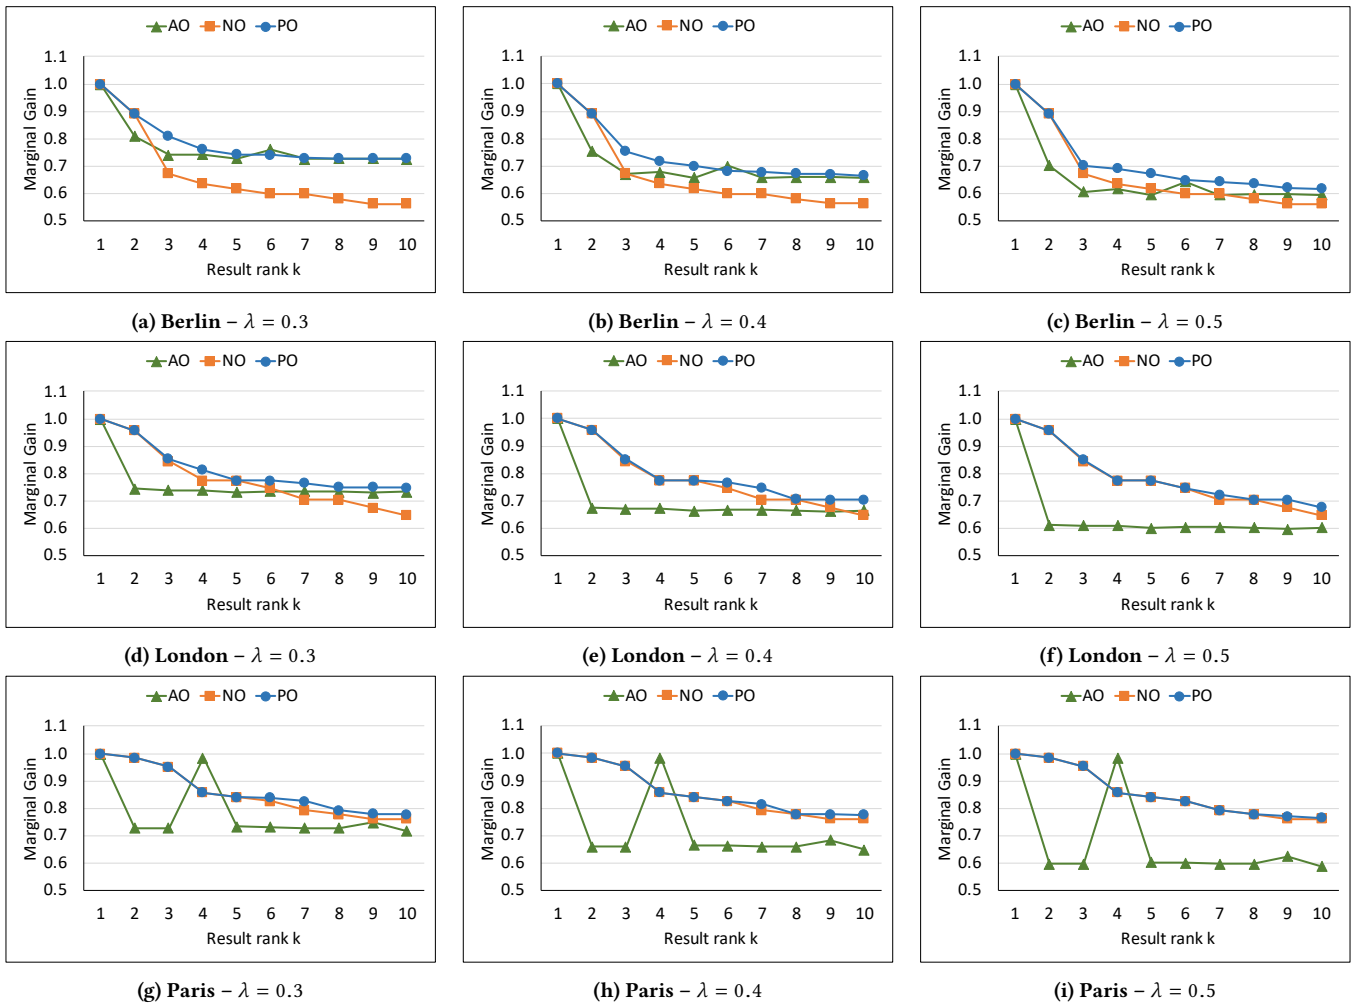 AO NO PO
Marginal Gain
1.1
1.0
0.9
0.8
0.7
0.6
0.5
1 2 3 4 5 6 7 8 9 10
Result rank k
(a) Berlin – λ = 0.3
AO NO PO
Marginal Gain
1.1
1.0
0.9
0.8
0.7
0.6
0.5
1 2 3 4 5 6 7 8 9 10
Result rank k
(b) Berlin – λ = 0.4
AO NO PO
Marginal Gain
1.1
1.0
0.9
0.8
0.7
0.6
0.5
1 2 3 4 5 6 7 8 9 10
Result rank k
(c) Berlin – λ = 0.5
AO NO PO
Marginal Gain
1.1
1.0
0.9
0.8
0.7
0.6
0.5
1 2 3 4 5 6 7 8 9 10
Result rank k
(d) London – λ = 0.3
AO NO PO
Marginal Gain
1.1
1.0
0.9
0.8
0.7
0.6
0.5
1 2 3 4 5 6 7 8 9 10
Result rank k
(e) London – λ = 0.4
AO NO PO
Marginal Gain
1.1
1.0
0.9
0.8
0.7
0.6
0.5
1 2 3 4 5 6 7 8 9 10
Result rank k
(f) London – λ = 0.5
AO NO PO
Marginal Gain
1.1
1.0
0.9
0.8
0.7
0.6
0.5
1 2 3 4 5 6 7 8 9 10
Result rank k
(g) Paris – λ = 0.3
AO NO PO
Marginal Gain
1.1
1.0
0.9
0.8
0.7
0.6
0.5
1 2 3 4 5 6 7 8 9 10
Result rank k
(h) Paris – λ = 0.4
AO NO PO
Marginal Gain
1.1
1.0
0.9
0.8
0.7
0.6
0.5
1 2 3 4 5 6 7 8 9 10
Result rank k
(i) Paris – λ = 0.5